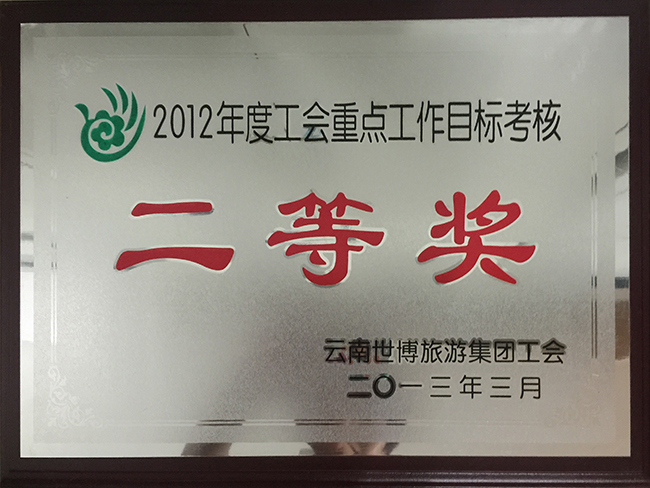 2012年度工会重点工作目标考核
二等奖
云南世博旅游集团工会
二〇一三年三月